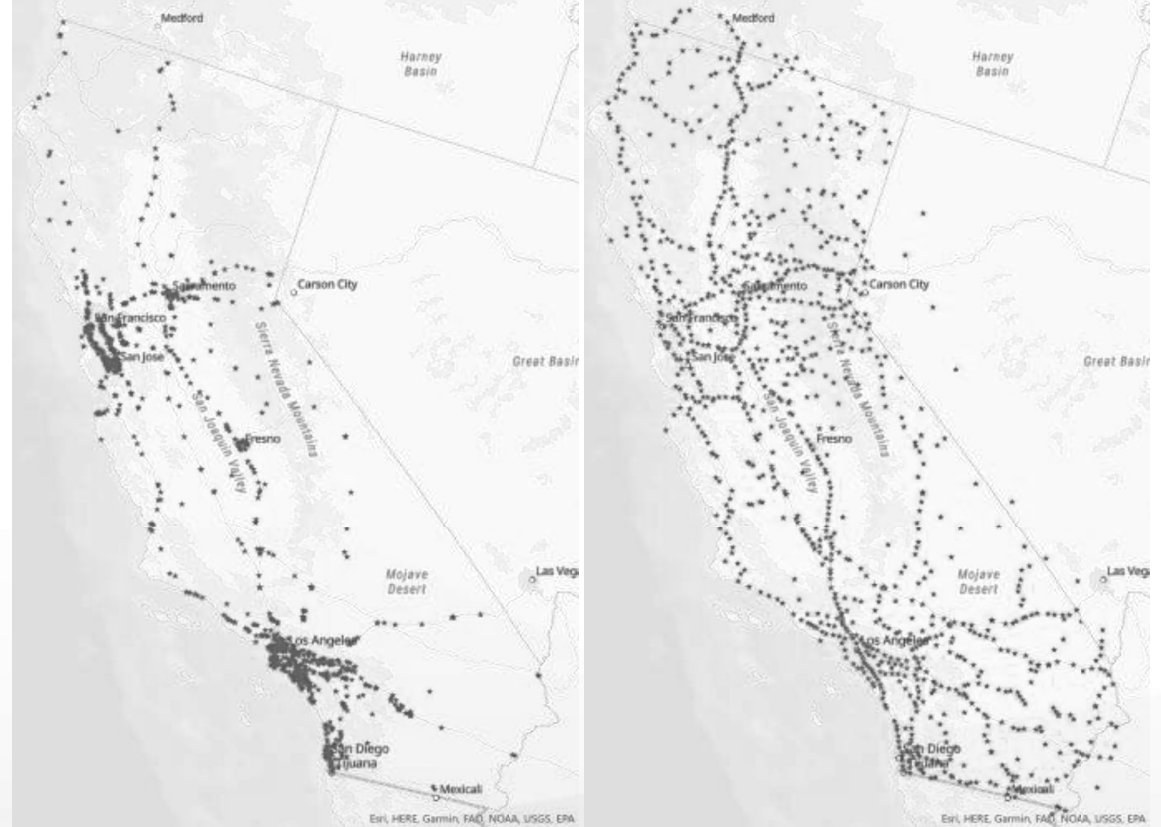 Medford
Harney
Basin
Sacramento
Carson City
San Francisco
San Jose
Great Basin
Sierra Nevada Mountains
San Joaquin Valley
Fresno
Mojave
Desert
Las Vega
Los Angeles
San Diego
Tijuana
Mexicali
Esri, HERE, Garmin, FAO, NOAA, USGS, EPA
Medford
Harney
Basin
Sacramento
Carson City
San Francisco
San Jose
Great Basin
Sierra Nevada Mountains
San Joaquin Valley
Fresno
Mojave
Desert
Las Vega
Los Angeles
San Diego
Tijuana
Mexicali
Esri, HERE, Garmin, FAO, NOAA, USGS, EPA